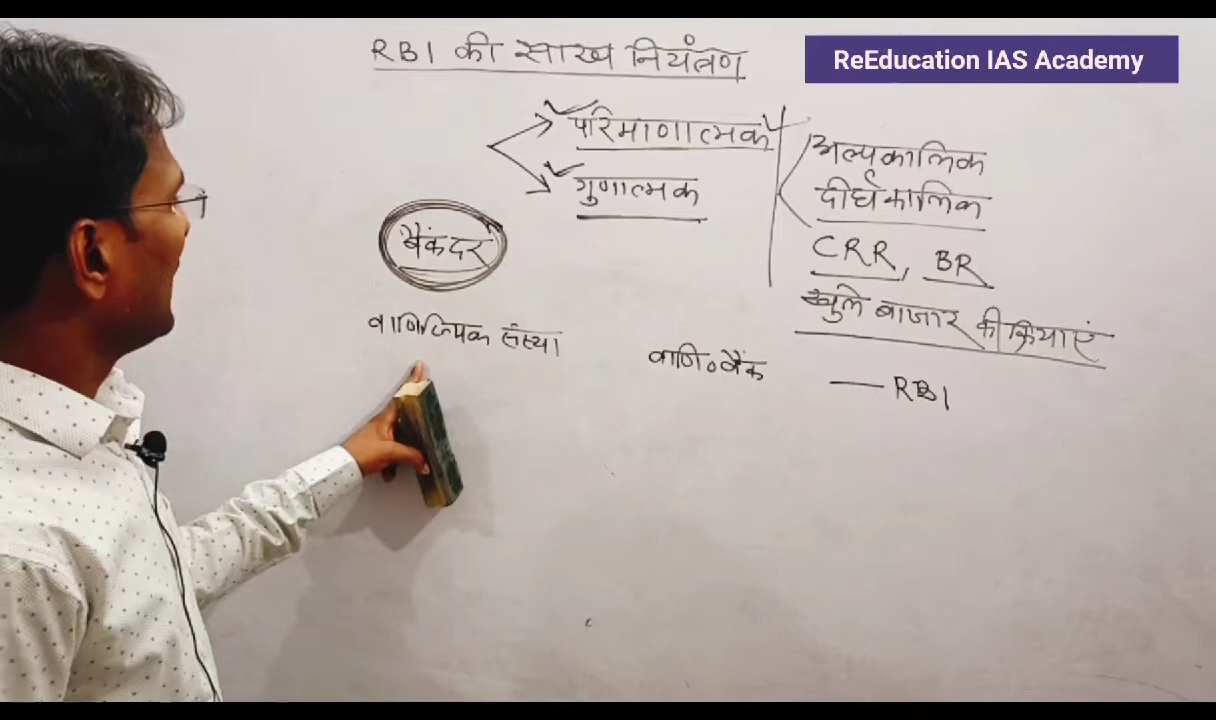 RBI की साख नियंत्रण
ReEducation IAS Academy
परिमाणात्मक
गुणात्मक
अल्पकालिक
दीर्घकालिक
CRR, BR
खुले बाजार की क्रियाएं
बैंक दर
वाणिज्यिक संस्था
वाणि० बैंक — RBI